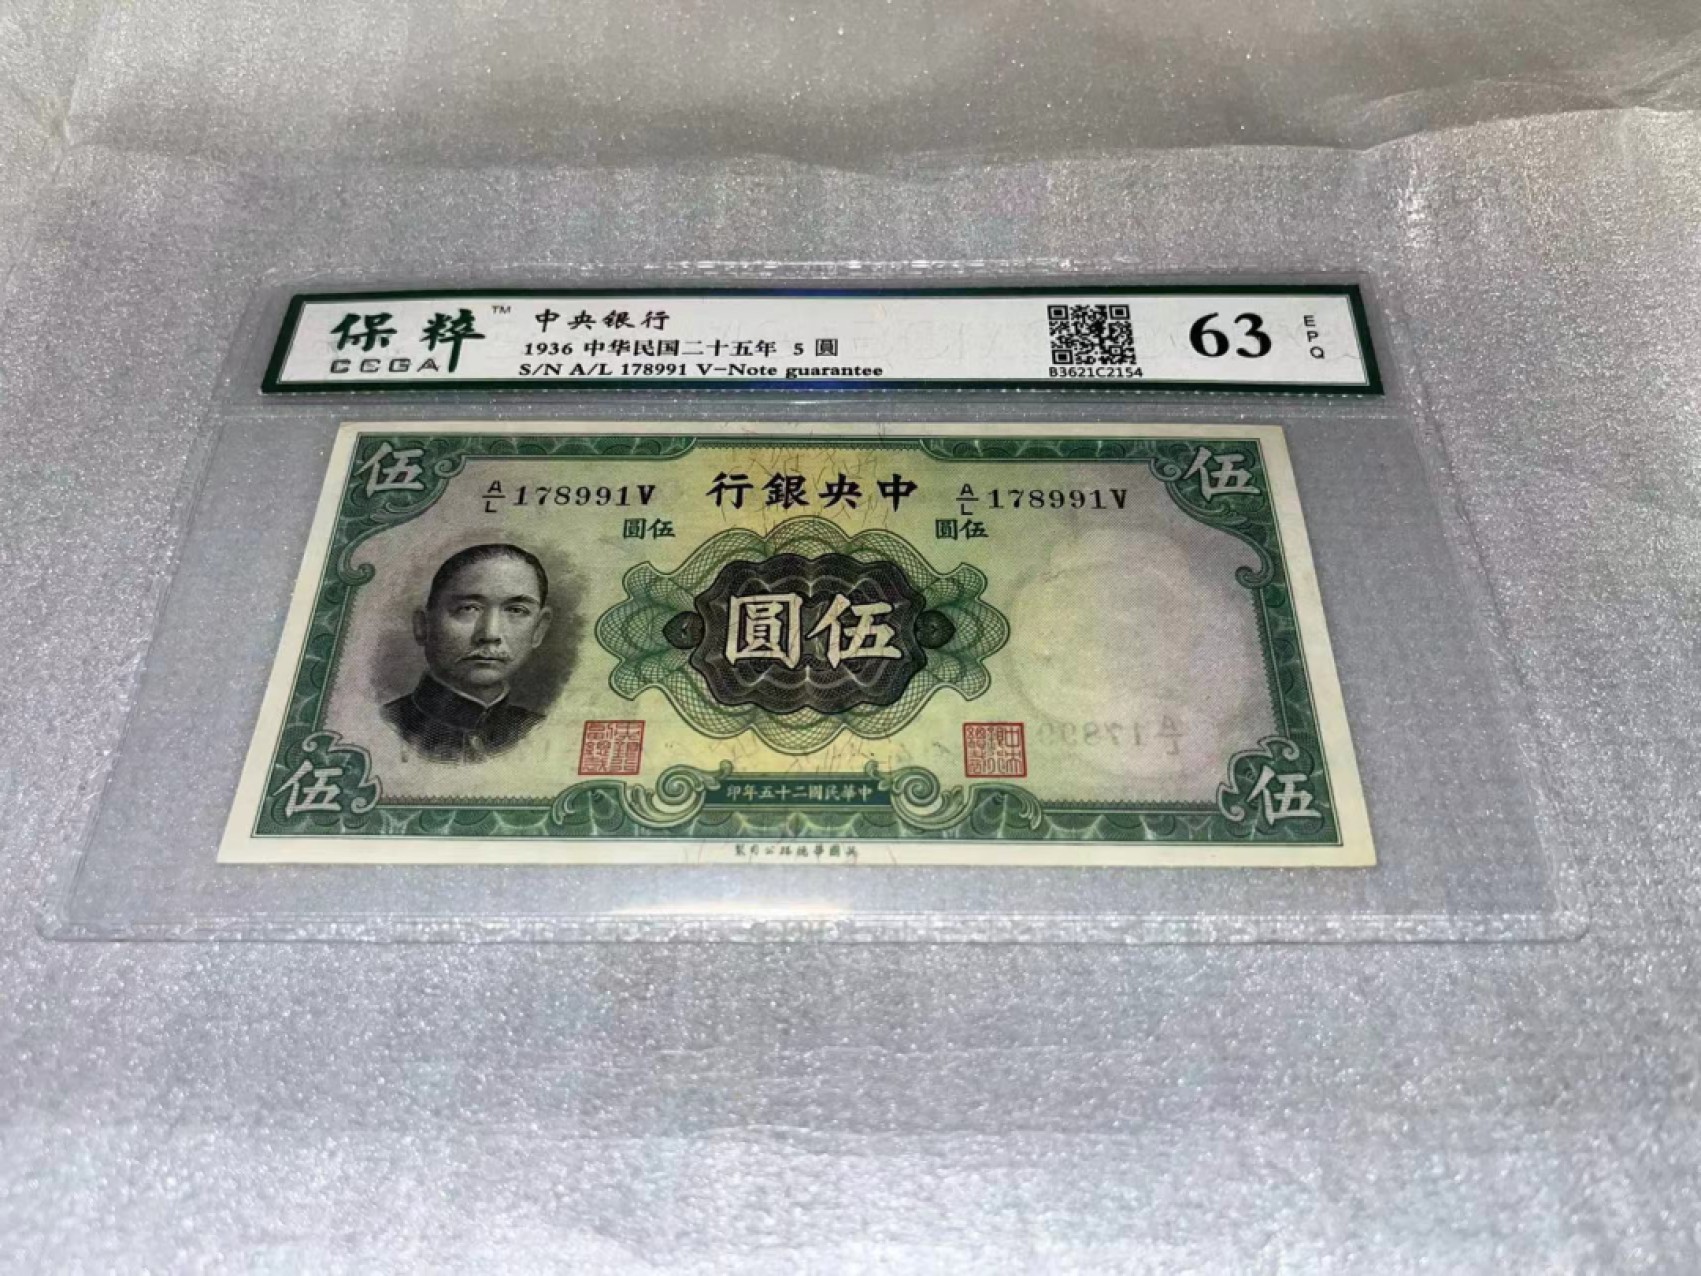 保粹™
CCGA
中央银行
1936 中华民国二十五年 5 圆
S/N A/L 178991 V-Note guarantee
B3621C2154
63
EPQ
伍
伍
A/L 178991V
行銀央中
A/L 178991V
圓伍
圓伍
圓伍
印年五十二國民華中
伍
伍